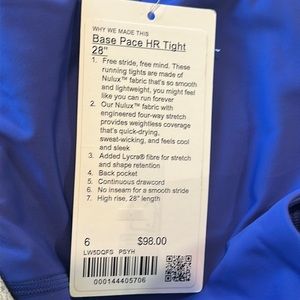 WHY WE MADE THIS
Base Pace HR Tight
28"
1. Free stride, free mind. These
running tights are made of
Nulux™ fabric that's so smooth
and lightweight, you might feel
like you can run forever
2. Our Nulux™ fabric with
engineered four-way stretch
provides weightless coverage
that's quick-drying,
sweat-wicking, and feels cool
and sleek
3. Added Lycra® fibre for stretch
and shape retention
4. Back pocket
5. Continuous drawcord
6. No inseam for a smooth stride
7. High rise, 28" length
6 $98.00
LW5DQFS PSYH
000144405706